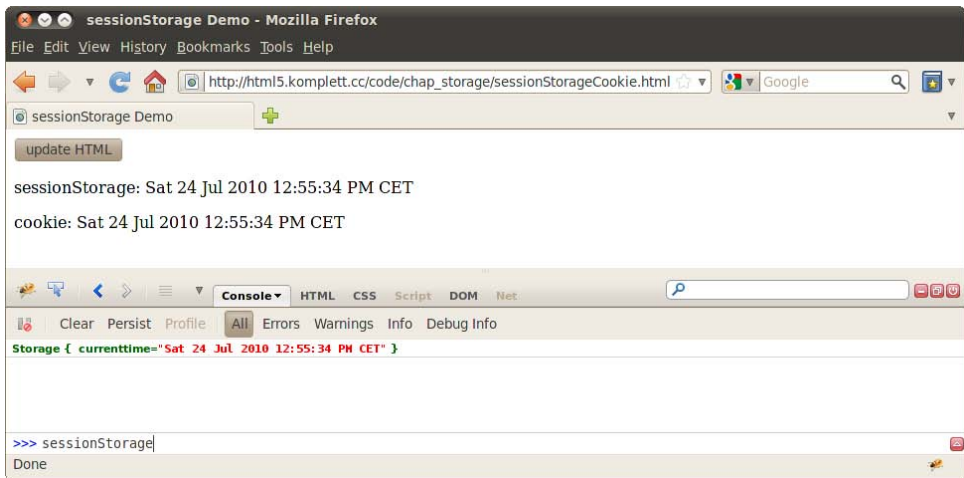 sessionStorage Demo - Mozilla Firefox
File Edit View History Bookmarks Tools Help
http://html5.komplett.cc/code/chap_storage/sessionStorageCookie.html Google
sessionStorage Demo
update HTML
sessionStorage: Sat 24 Jul 2010 12:55:34 PM CET
cookie: Sat 24 Jul 2010 12:55:34 PM CET
Console HTML CSS Script DOM Net
Clear Persist Profile All Errors Warnings Info Debug Info
Storage { currenttime="Sat 24 Jul 2010 12:55:34 PM CET" }
>>> sessionStorage
Done